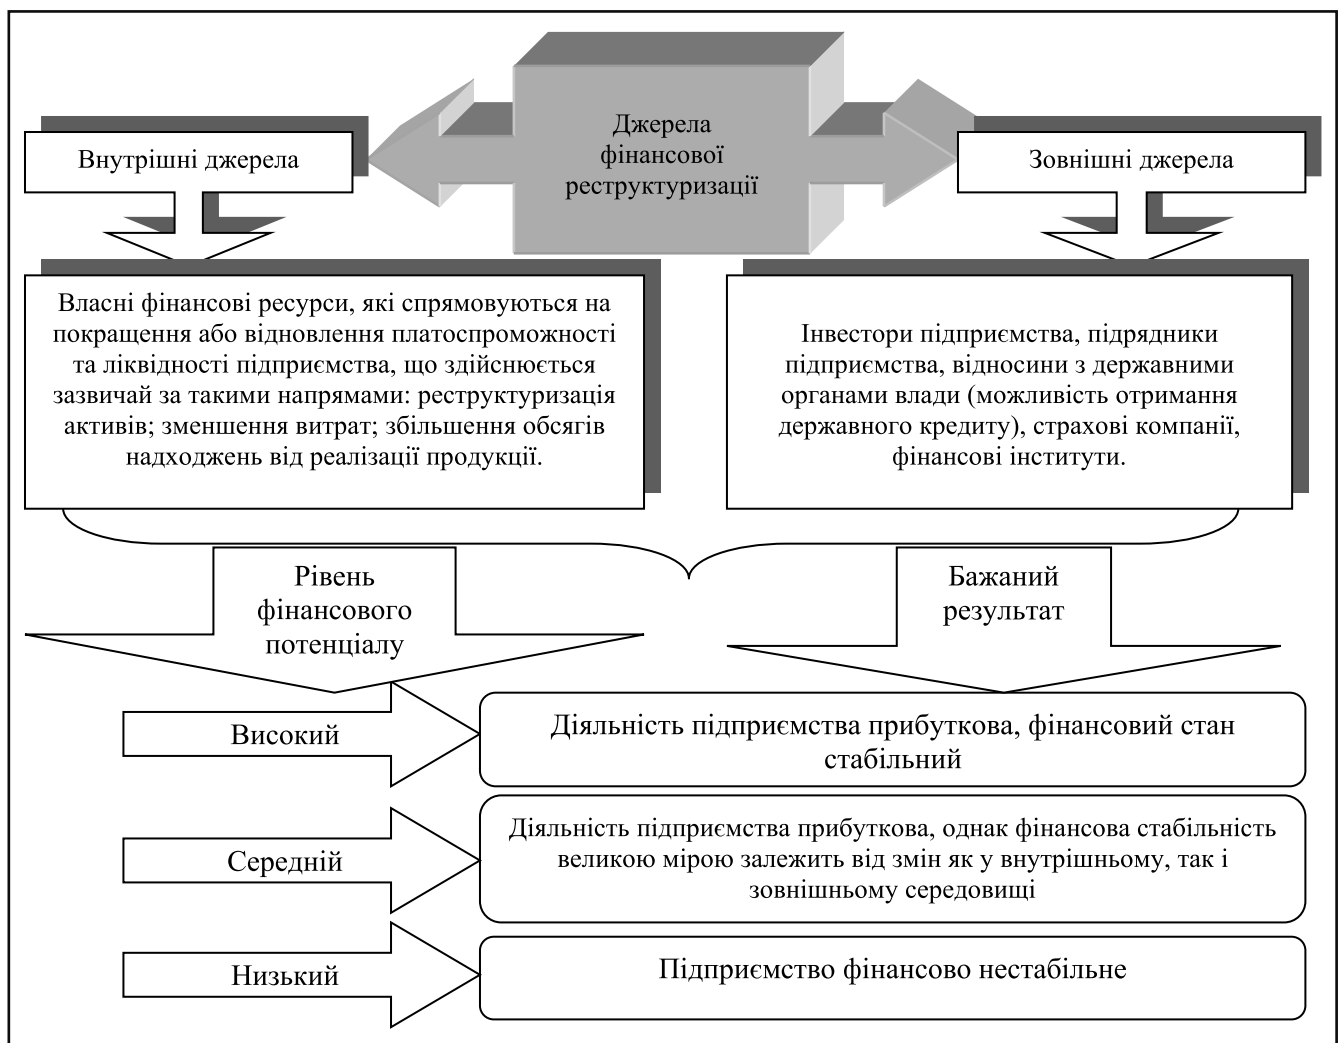 Джерела
фінансової
реструктуризації
Внутрішні джерела
Зовнішні джерела
Власні фінансові ресурси, які спрямовуються на
покращення або відновлення платоспроможності
та ліквідності підприємства, що здійснюється
зазвичай за такими напрямами: реструктуризація
активів; зменшення витрат; збільшення обсягів
надходжень від реалізації продукції.
Інвестори підприємства, підрядники
підприємства, відносини з державними
органами влади (можливість отримання
державного кредиту), страхові компанії,
фінансові інститути.
Рівень
фінансового
потенціалу
Бажаний
результат
Високий
Діяльність підприємства прибуткова, фінансовий стан
стабільний
Середній
Діяльність підприємства прибуткова, однак фінансова стабільність
великою мірою залежить від змін як у внутрішньому, так і
зовнішньому середовищі
Низький
Підприємство фінансово нестабільне